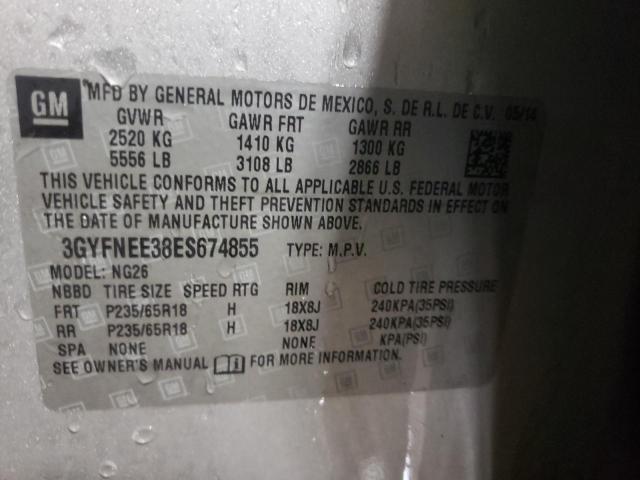 GM
MFD BY GENERAL MOTORS DE MEXICO, S. DE R.L. DE C.V. 05/14
GVWR GAWR FRT GAWR RR
2520 KG 1410 KG 1300 KG
5556 LB 3108 LB 2866 LB
THIS VEHICLE CONFORMS TO ALL APPLICABLE U.S. FEDERAL MOTOR
VEHICLE SAFETY AND THEFT PREVENTION STANDARDS IN EFFECT ON
THE DATE OF MANUFACTURE SHOWN ABOVE.
3GYFNEE38ES674855 TYPE: M.P.V.
MODEL: NG26
NBBD TIRE SIZE SPEED RTG RIM COLD TIRE PRESSURE
FRT P235/65R18 H 18X8J 240KPA(35PSI)
RR P235/65R18 H 18X8J 240KPA(35PSI)
SPA NONE NONE KPA(PSI)
SEE OWNER'S MANUAL FOR MORE INFORMATION.